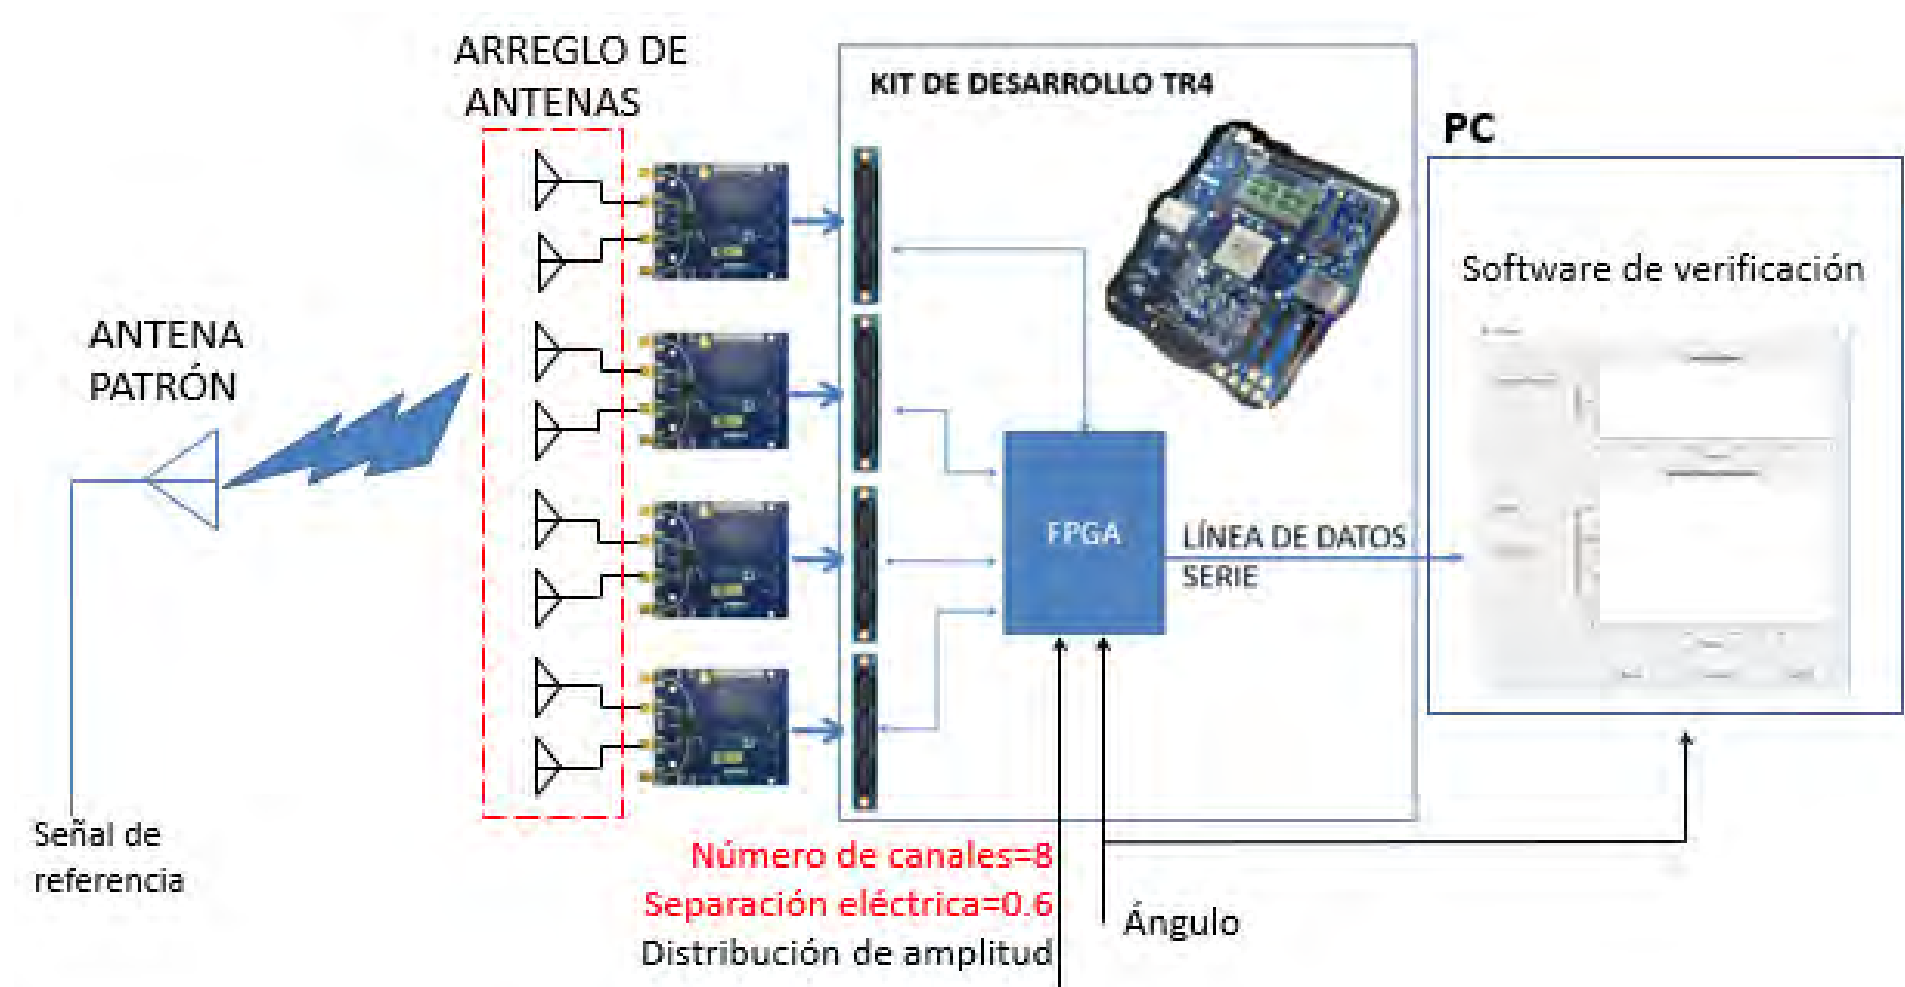 ARREGLO DE
ANTENAS
KIT DE DESARROLLO TR4
PC
Software de verificación
ANTENA
PATRÓN
FPGA
LÍNEA DE DATOS
SERIE
Señal de
referencia
Número de canales=8
Separación eléctrica=0.6
Distribución de amplitud
Ángulo